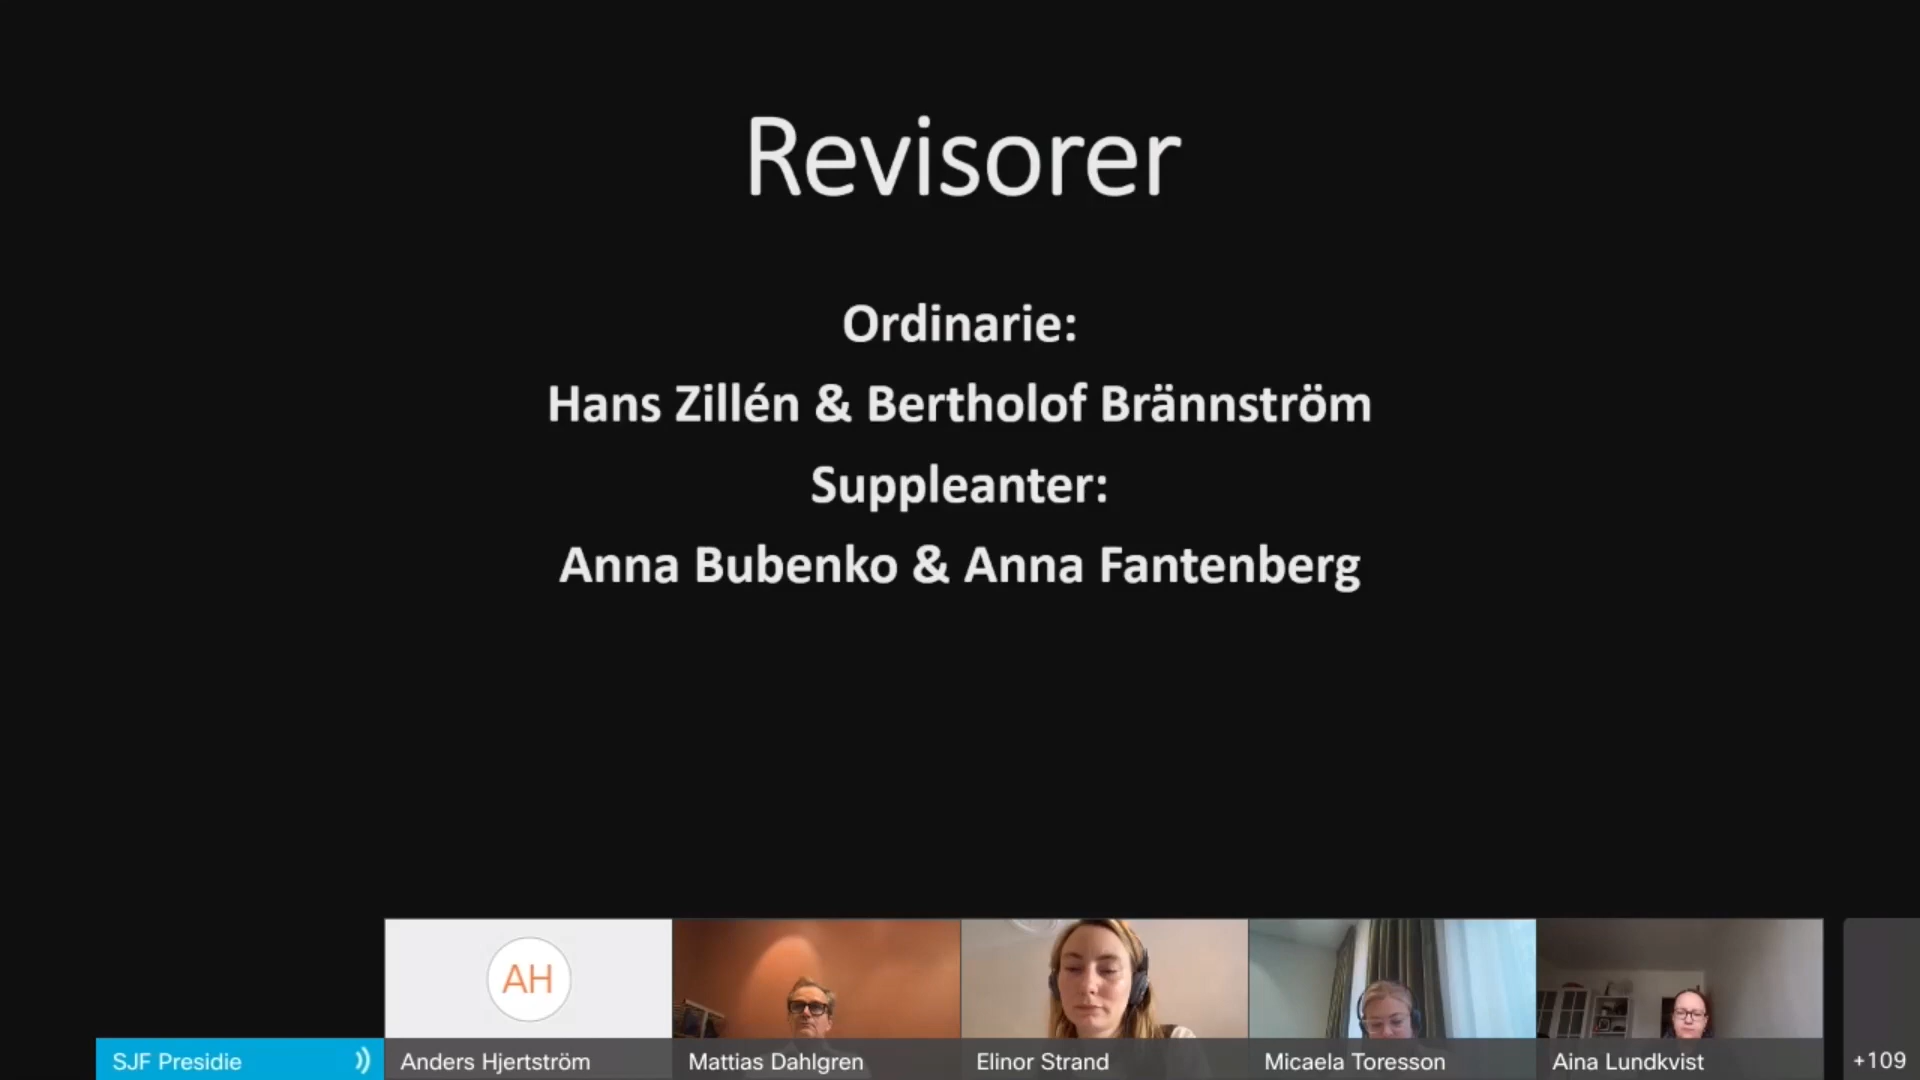 Revisorer
Ordinarie:
Hans Zillén & Bertholof Brännström
Suppleanter:
Anna Bubenko & Anna Fantenberg
AH
SJF Presidie
Anders Hjertström
Mattias Dahlgren
Elinor Strand
Micaela Toresson
Aina Lundkvist
+109